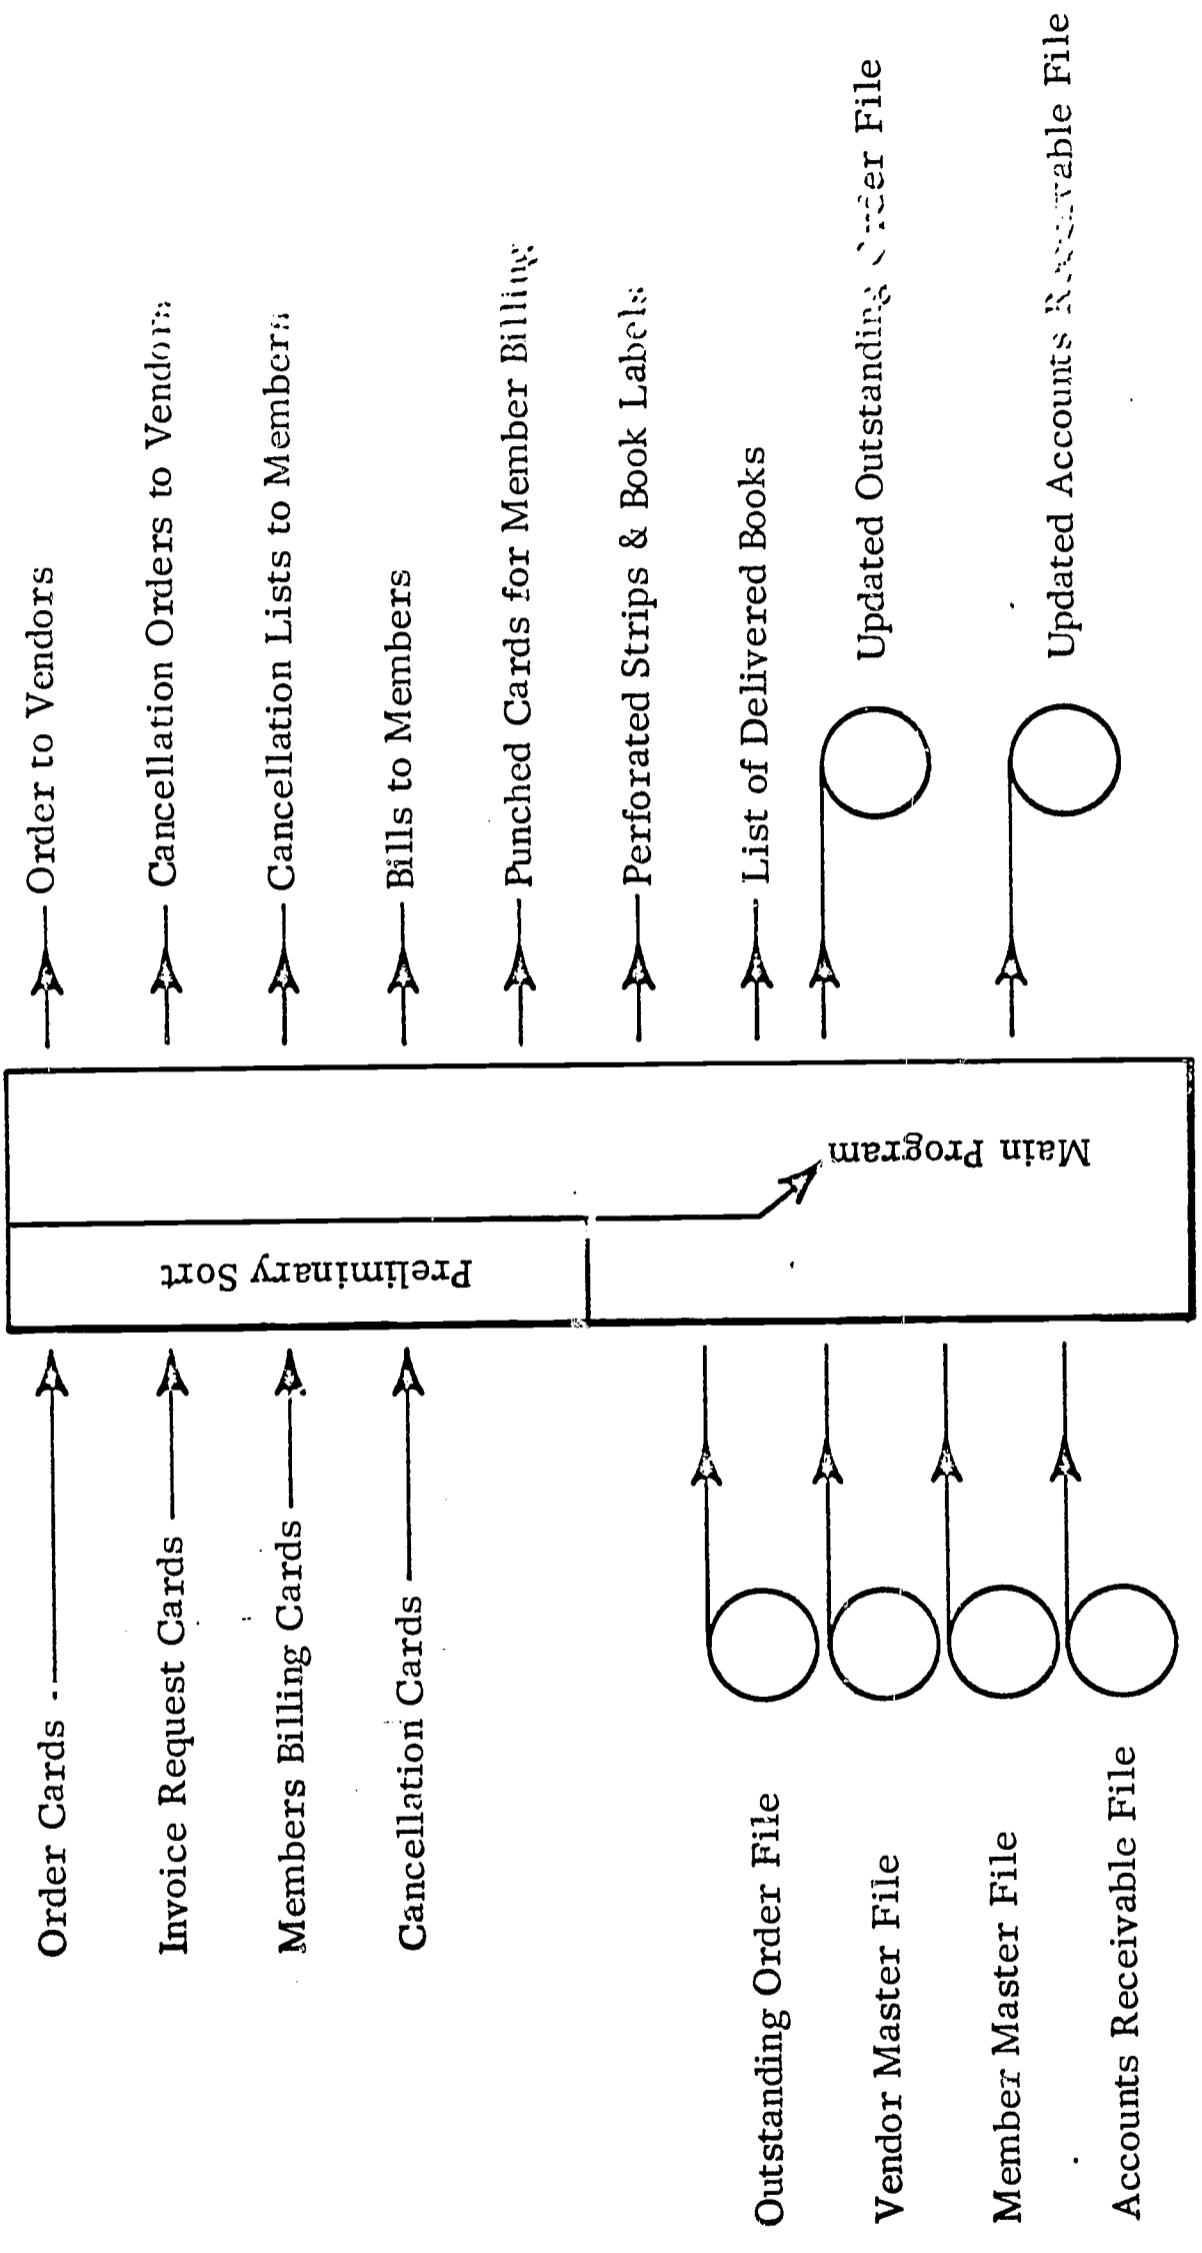 Order Cards
Invoice Request Cards
Members Billing Cards
Cancellation Cards
Outstanding Order File
Vendor Master File
Member Master File
Accounts Receivable File
Preliminary Sort
Main Program
Order to Vendors
Cancellation Orders to Vendors
Cancellation Lists to Members
Bills to Members
Punched Cards for Member Billing
Perforated Strips & Book Labels
List of Delivered Books
Updated Outstanding Order File
Updated Accounts Receivable File